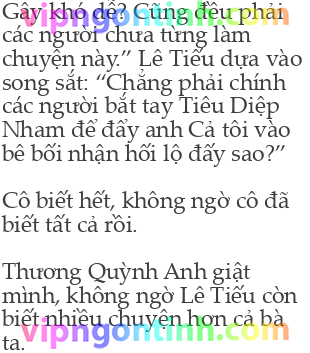 Gây khó dễ? Cũng đều phải
các người chưa từng làm
chuyện này.” Lê Tiếu dựa vào
song sắt: “Chẳng phải chính
các người bắt tay Tiêu Diệp
Nham để đẩy anh Cả tôi vào
bê bối nhận hối lộ đấy sao?”
Cô biết hết, không ngờ cô đã
biết tất cả rồi.
Thương Quỳnh Anh giật
mình, không ngờ Lê Tiếu còn
biết nhiều chuyện hơn cả bà
ta.
vipngontinh.com
vipngontinh.com